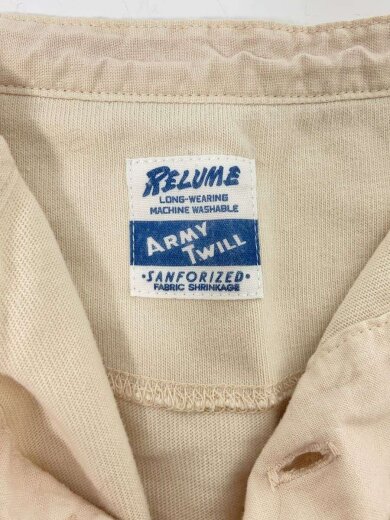 RELUME
LONG-WEARING
MACHINE WASHABLE
ARMY
TWILL
·SANFORIZED·
FABRIC SHRINKAGE